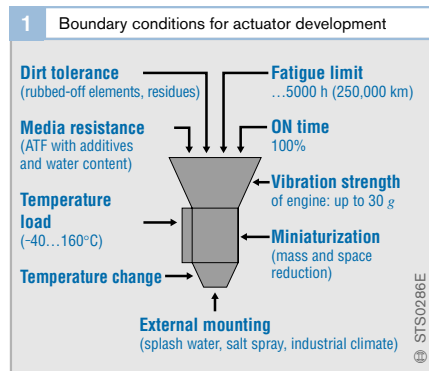 1 Boundary conditions for actuator development
Dirt tolerance
(rubbed-off elements, residues)
Fatigue limit
…5000 h (250,000 km)
Media resistance
(ATF with additives
and water content)
ON time
100%
Vibration strength
of engine: up to 30 g
Temperature
load
(-40…160°C)
Miniaturization
(mass and space
reduction)
Temperature change
External mounting
(splash water, salt spray, industrial climate)
STS0286E